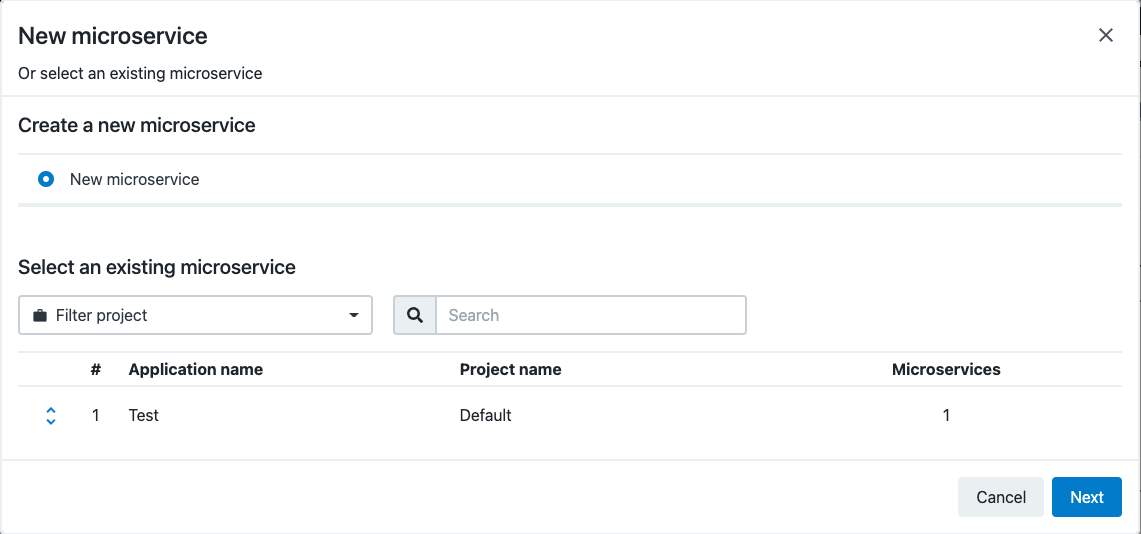 New microservice
Or select an existing microservice
Create a new microservice
New microservice
Select an existing microservice
Filter project Search
# Application name Project name Microservices
1 Test Default 1
Cancel Next